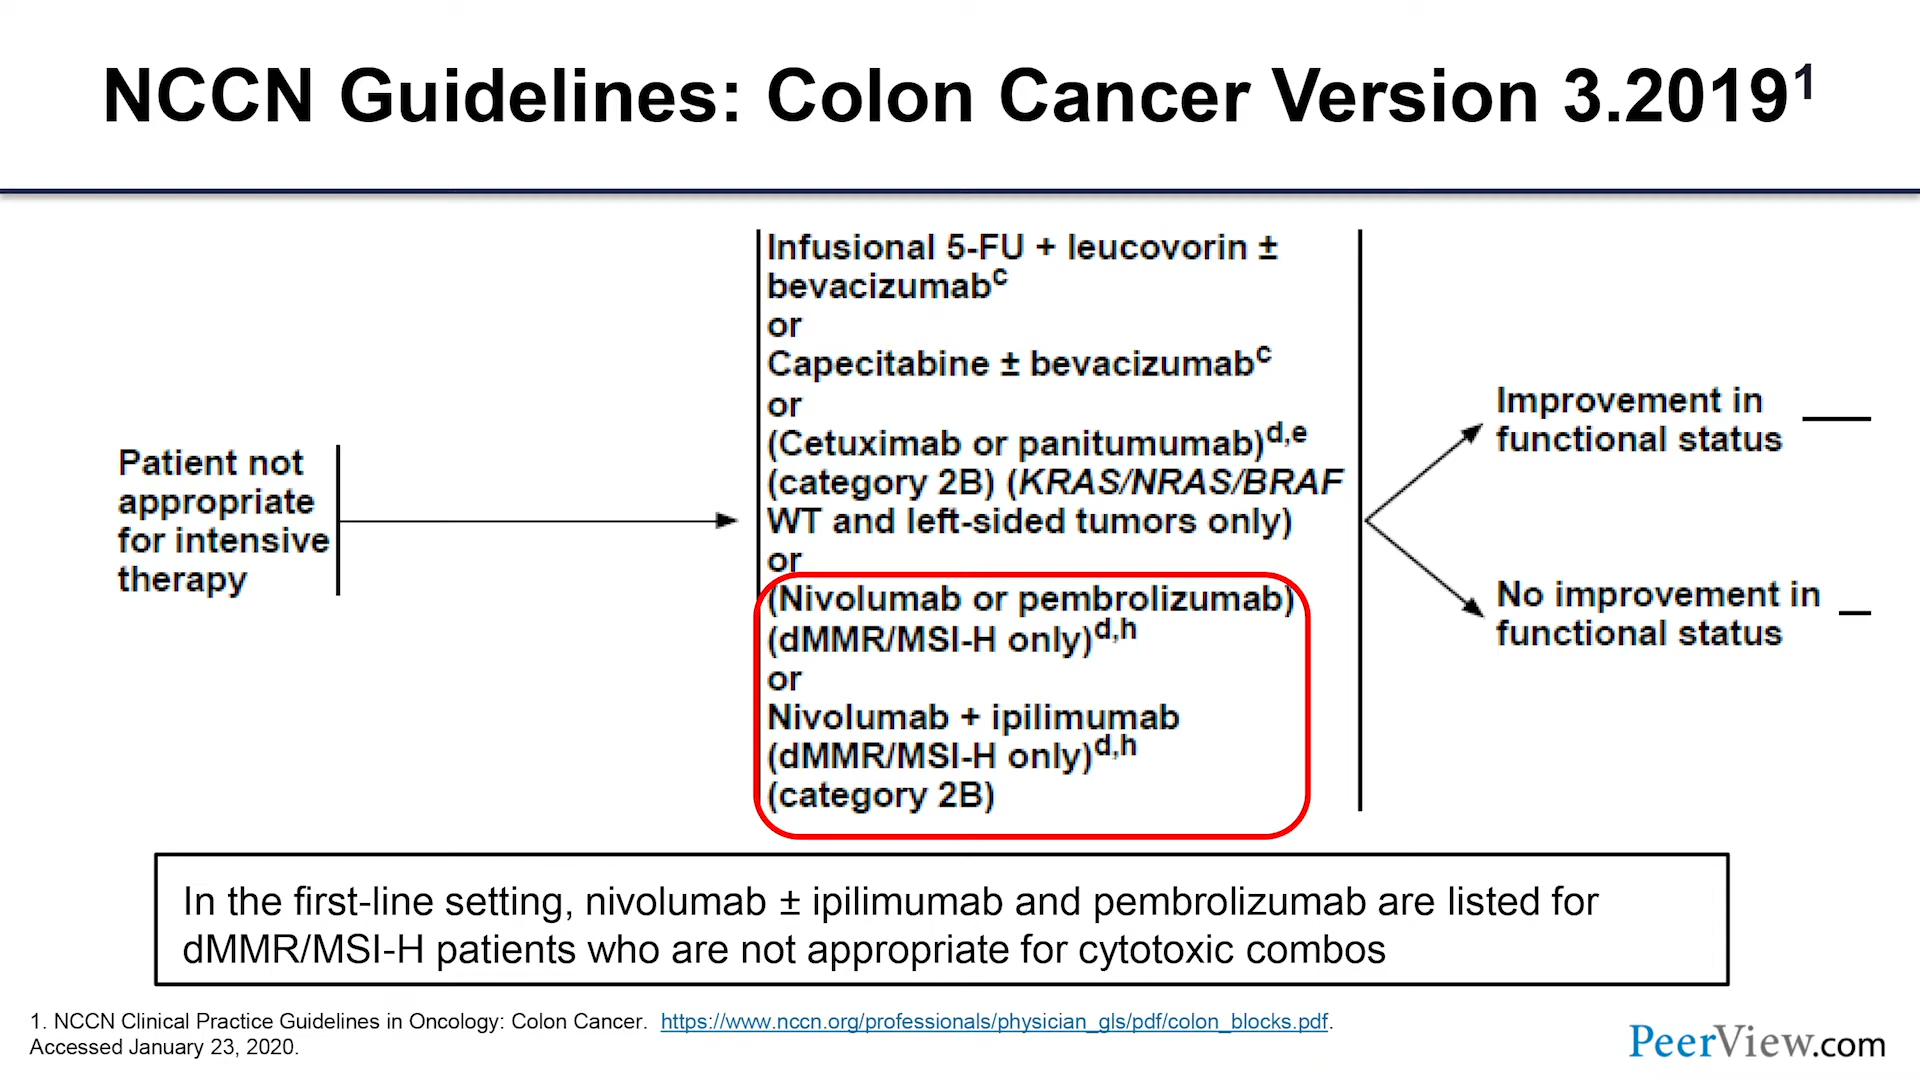 NCCN Guidelines: Colon Cancer Version 3.2019¹
Patient not
appropriate
for intensive
therapy
Infusional 5-FU + leucovorin ±
bevacizumabᶜ
or
Capecitabine ± bevacizumabᶜ
or
(Cetuximab or panitumumab)ᵈ,ᵉ
(category 2B) (KRAS/NRAS/BRAF
WT and left-sided tumors only)
or
(Nivolumab or pembrolizumab)
(dMMR/MSI-H only)ᵈ,ʰ
or
Nivolumab + ipilimumab
(dMMR/MSI-H only)ᵈ,ʰ
(category 2B)
Improvement in
functional status
No improvement in
functional status
In the first-line setting, nivolumab ± ipilimumab and pembrolizumab are listed for
dMMR/MSI-H patients who are not appropriate for cytotoxic combos
1. NCCN Clinical Practice Guidelines in Oncology: Colon Cancer. https://www.nccn.org/professionals/physician_gls/pdf/colon_blocks.pdf.
Accessed January 23, 2020.
PeerView.com